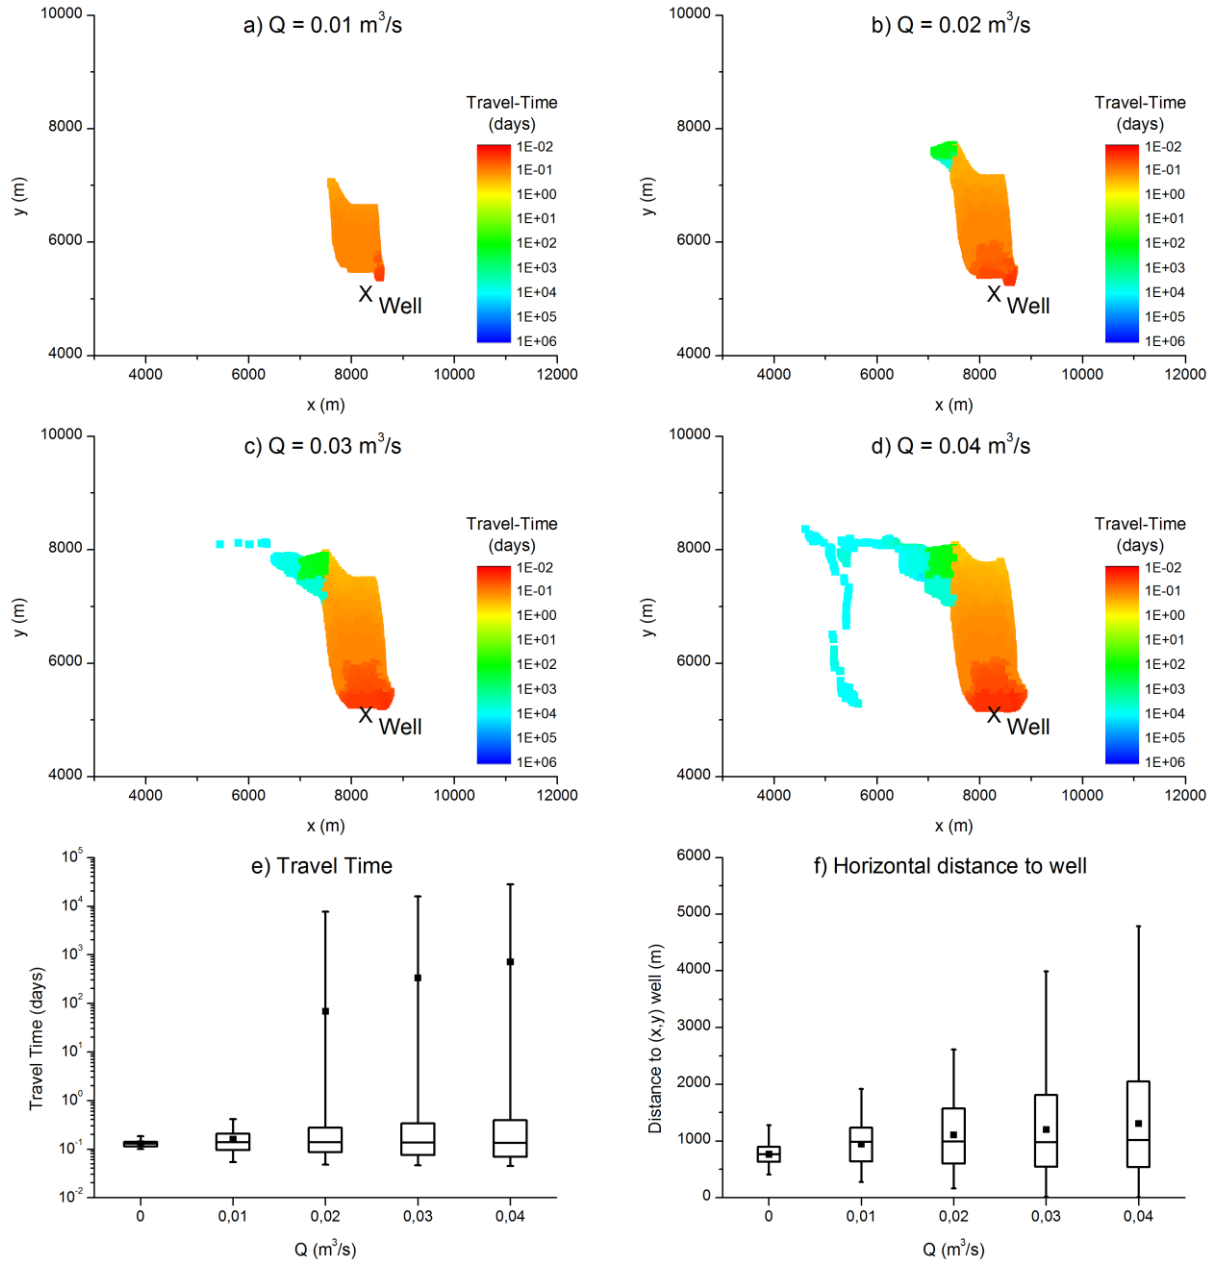 a) Q = 0.01 m³/s
10000
8000
6000
4000
y (m)
Travel-Time
(days)
1E-02
1E-01
1E+00
1E+01
1E+02
1E+03
1E+04
1E+05
1E+06
X Well
4000 6000 8000 10000 12000
x (m)
b) Q = 0.02 m³/s
10000
8000
6000
4000
y (m)
Travel-Time
(days)
1E-02
1E-01
1E+00
1E+01
1E+02
1E+03
1E+04
1E+05
1E+06
X Well
4000 6000 8000 10000 12000
x (m)
c) Q = 0.03 m³/s
10000
8000
6000
4000
y (m)
Travel-Time
(days)
1E-02
1E-01
1E+00
1E+01
1E+02
1E+03
1E+04
1E+05
1E+06
X Well
4000 6000 8000 10000 12000
x (m)
d) Q = 0.04 m³/s
10000
8000
6000
4000
y (m)
Travel-Time
(days)
1E-02
1E-01
1E+00
1E+01
1E+02
1E+03
1E+04
1E+05
1E+06
X Well
4000 6000 8000 10000 12000
x (m)
e) Travel Time
10⁵
10⁴
10³
10²
10¹
10⁰
10⁻¹
10⁻²
Travel Time (days)
0 0,01 0,02 0,03 0,04
Q (m³/s)
f) Horizontal distance to well
6000
5000
4000
3000
2000
1000
0
Distance to (x,y) well (m)
0 0,01 0,02 0,03 0,04
Q (m³/s)